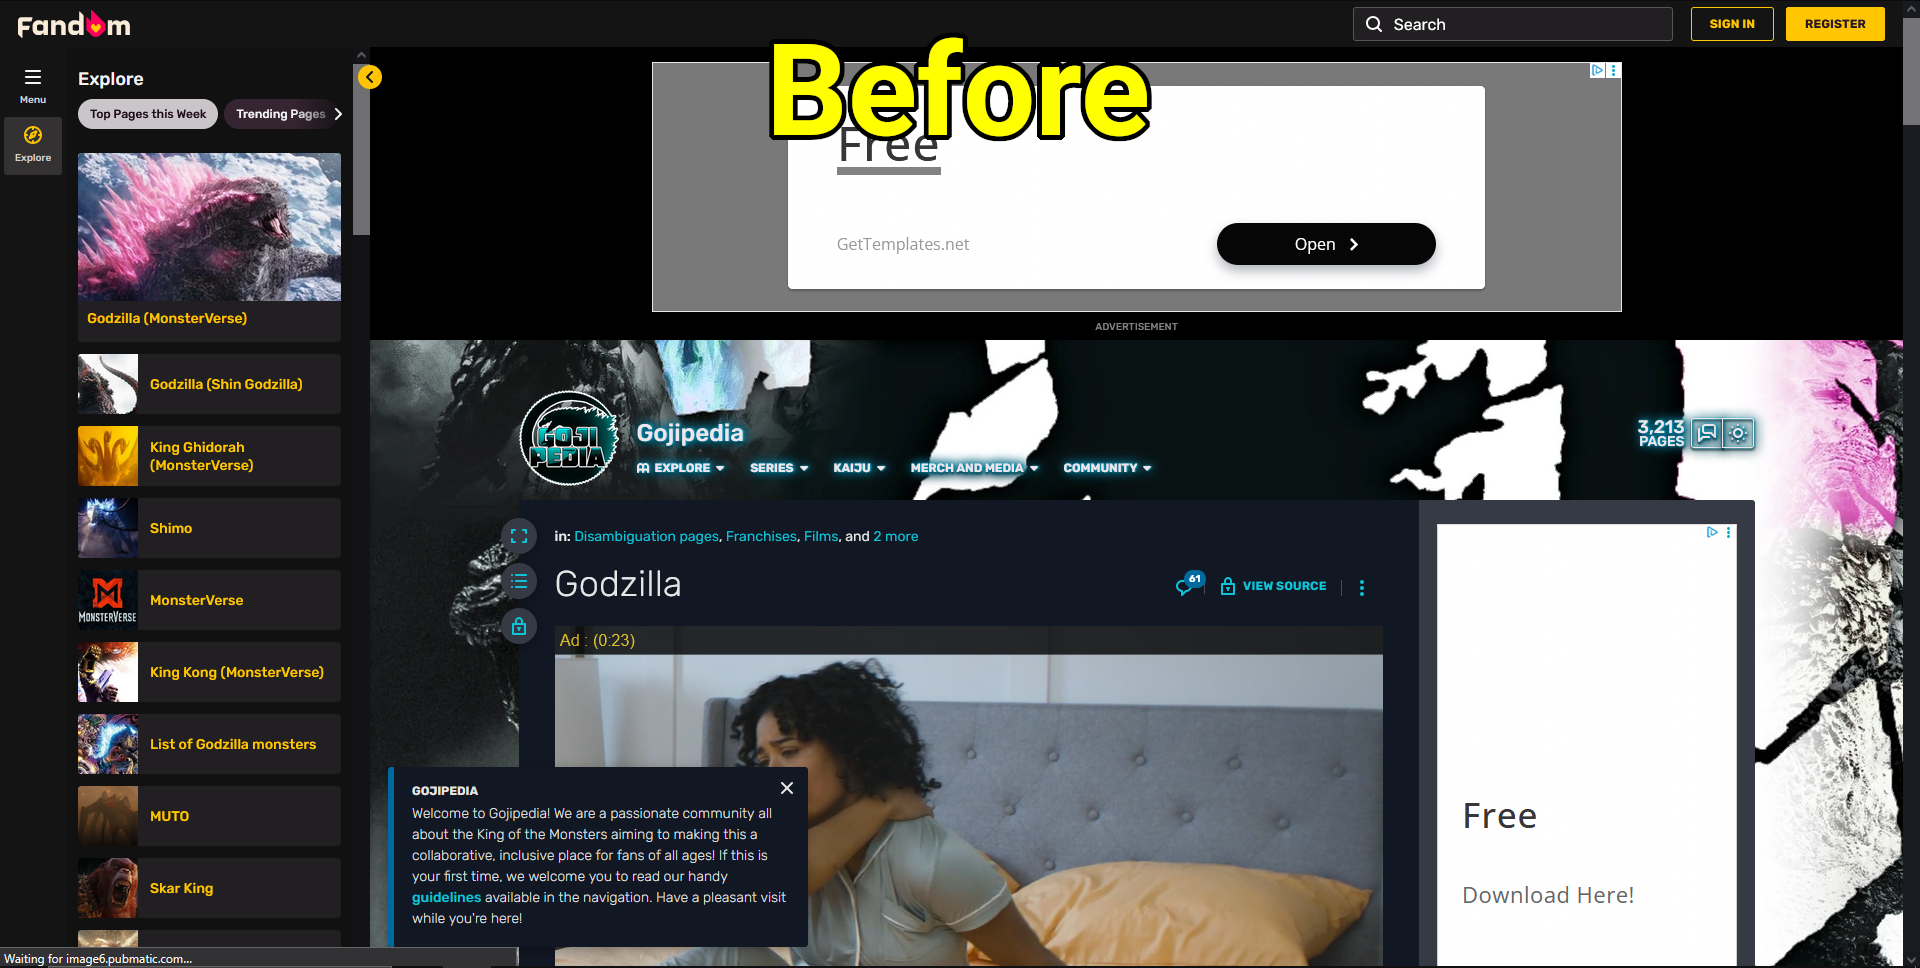 Fandom
Search
SIGN IN
REGISTER
Before
Menu
Explore
Explore
Top Pages this Week
Trending Pages
Godzilla (MonsterVerse)
Godzilla (Shin Godzilla)
King Ghidorah
(MonsterVerse)
Shimo
MONSTERVERSE
MonsterVerse
King Kong (MonsterVerse)
List of Godzilla monsters
MUTO
Skar King
Free
GetTemplates.net
Open
ADVERTISEMENT
GOJI
PEDIA
Gojipedia
EXPLORE
SERIES
KAIJU
MERCH AND MEDIA
COMMUNITY
3,213
PAGES
in: Disambiguation pages, Franchises, Films, and 2 more
Godzilla
61
VIEW SOURCE
Ad : (0:23)
GOJIPEDIA
Welcome to Gojipedia! We are a passionate community all
about the King of the Monsters aiming to making this a
collaborative, inclusive place for fans of all ages! If this is
your first time, we welcome you to read our handy
guidelines available in the navigation. Have a pleasant visit
while you're here!
Free
Download Here!
Waiting for image6.pubmatic.com...